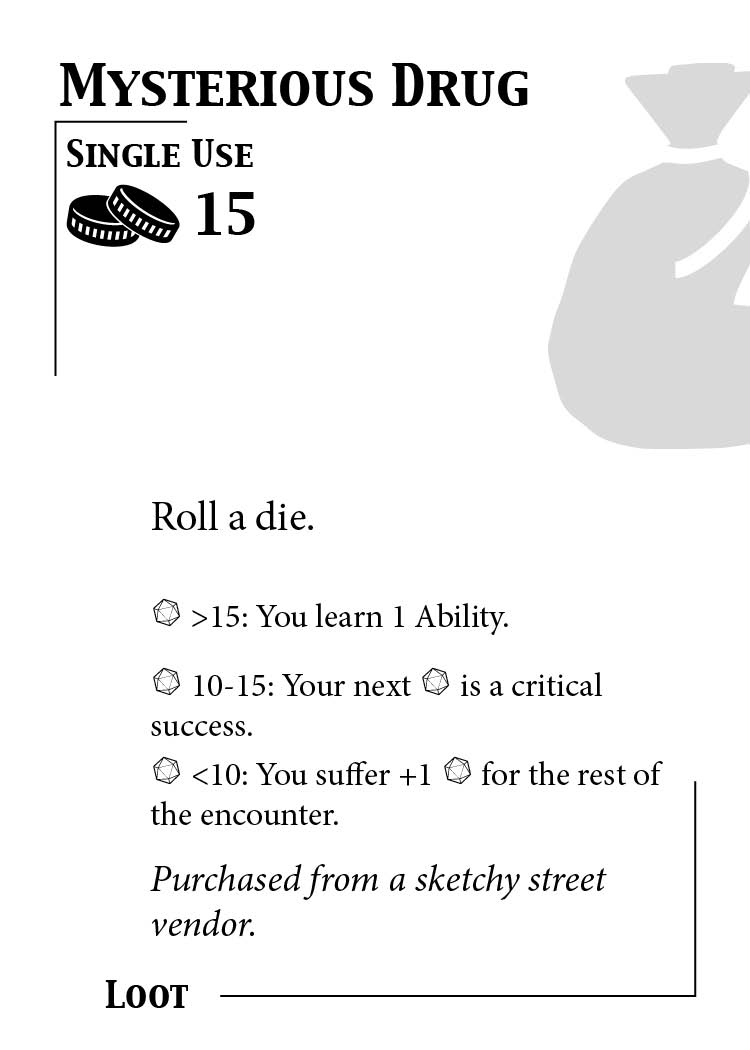 Mysterious Drug
Single Use
15
Roll a die.
>15: You learn 1 Ability.
10-15: Your next is a critical
success.
<10: You suffer +1 for the rest of
the encounter.
Purchased from a sketchy street
vendor.
Loot